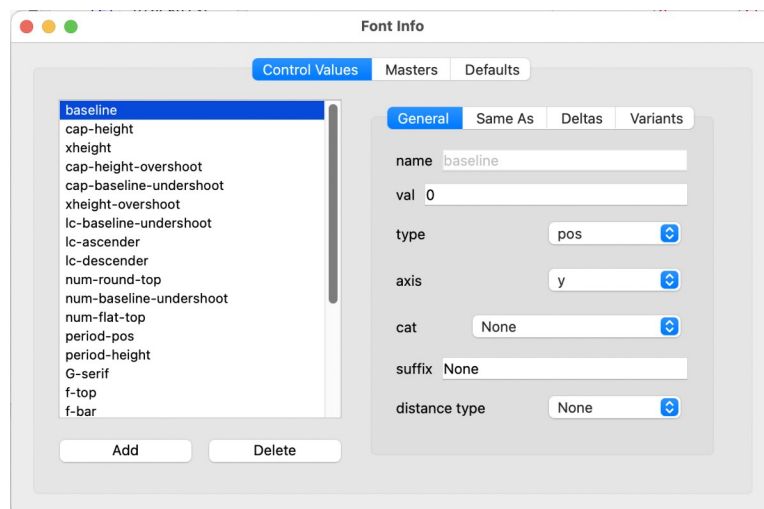 Font Info
Control Values Masters Defaults
baseline
cap-height
xheight
cap-height-overshoot
cap-baseline-undershoot
xheight-overshoot
lc-baseline-undershoot
lc-ascender
lc-descender
num-round-top
num-baseline-undershoot
num-flat-top
period-pos
period-height
G-serif
f-top
f-bar
Add Delete
General Same As Deltas Variants
name baseline
val 0
type pos
axis y
cat None
suffix None
distance type None